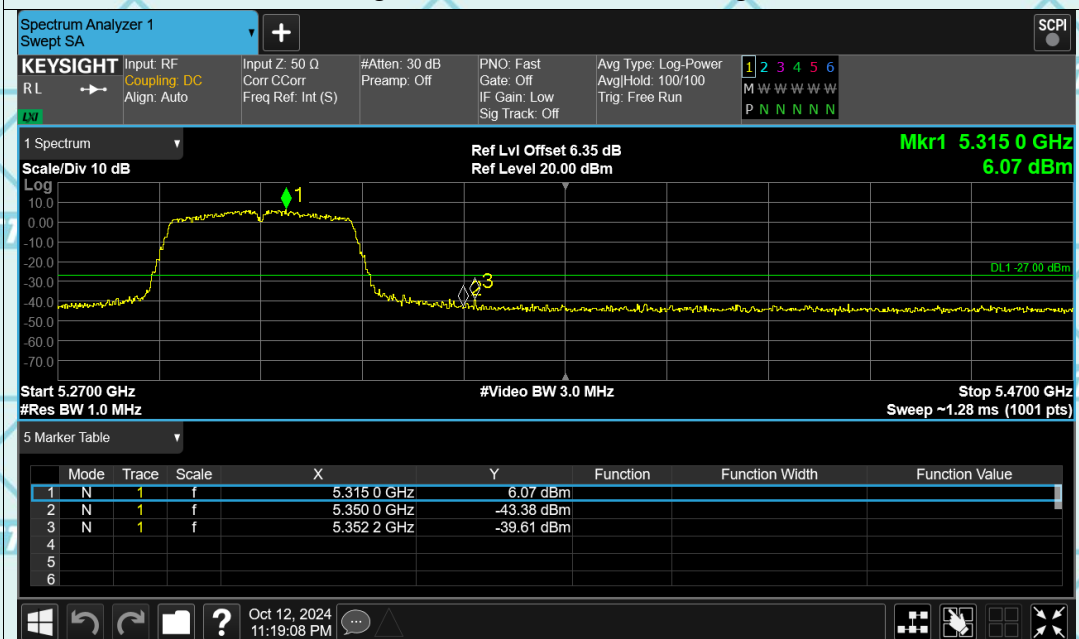 Spectrum Analyzer 1
Swept SA
+
SCPI
KEYSIGHT
RL
LXI
Input: RF
Coupling: DC
Align: Auto
Input Z: 50 Ω
Corr CCorr
Freq Ref: Int (S)
#Atten: 30 dB
Preamp: Off
PNO: Fast
Gate: Off
IF Gain: Low
Sig Track: Off
Avg Type: Log-Power
Avg|Hold: 100/100
Trig: Free Run
1 2 3 4 5 6
M W W W W W
P N N N N N
1 Spectrum
Scale/Div 10 dB
Ref Lvl Offset 6.35 dB
Ref Level 20.00 dBm
Mkr1 5.315 0 GHz
6.07 dBm
Log
10.0
0.00
-10.0
-20.0
-30.0
-40.0
-50.0
-60.0
-70.0
1
2
3
DL1 -27.00 dBm
Start 5.2700 GHz
#Res BW 1.0 MHz
#Video BW 3.0 MHz
Stop 5.4700 GHz
Sweep ~1.28 ms (1001 pts)
5 Marker Table
Mode Trace Scale X Y Function Function Width Function Value
1 N 1 f 5.315 0 GHz 6.07 dBm
2 N 1 f 5.350 0 GHz -43.38 dBm
3 N 1 f 5.352 2 GHz -39.61 dBm
4
5
6
?
Oct 12, 2024
11:19:08 PM